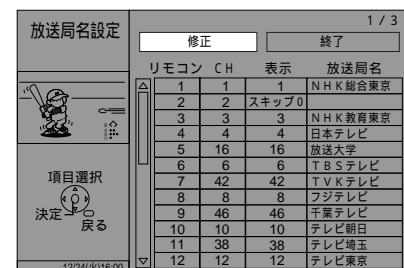 放送局名設定
1 / 3
修正 終了
リモコン CH 表示 放送局名
1 1 1 NHK総合東京
2 2 スキップ0
3 3 3 NHK教育東京
4 4 4 日本テレビ
5 16 16 放送大学
6 6 6 TBSテレビ
7 42 42 TVKテレビ
8 8 8 フジテレビ
9 46 46 千葉テレビ
10 10 10 テレビ朝日
11 38 38 テレビ埼玉
12 12 12 テレビ東京
項目選択
決定
戻る
12/24(火)16:00